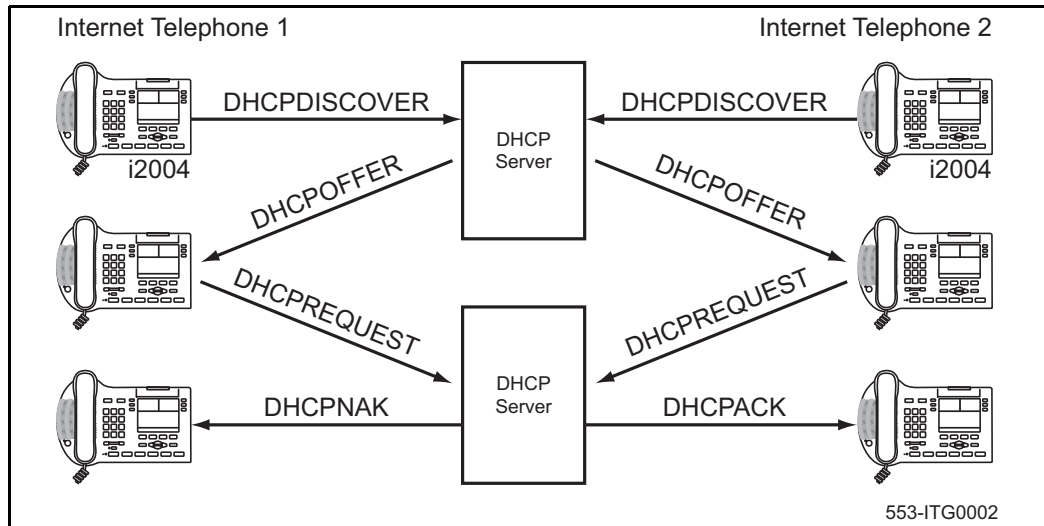 Internet Telephone 1
Internet Telephone 2
DHCPDISCOVER
DHCP
Server
DHCPDISCOVER
i2004
i2004
DHCPOFFER
DHCPOFFER
DHCPREQUEST
DHCPREQUEST
DHCPNAK
DHCP
Server
DHCPACK
553-ITG0002